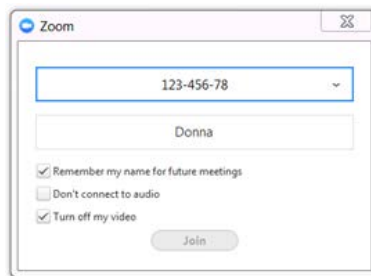 Zoom
123-456-78
Donna
Remember my name for future meetings
Don't connect to audio
Turn off my video
Join